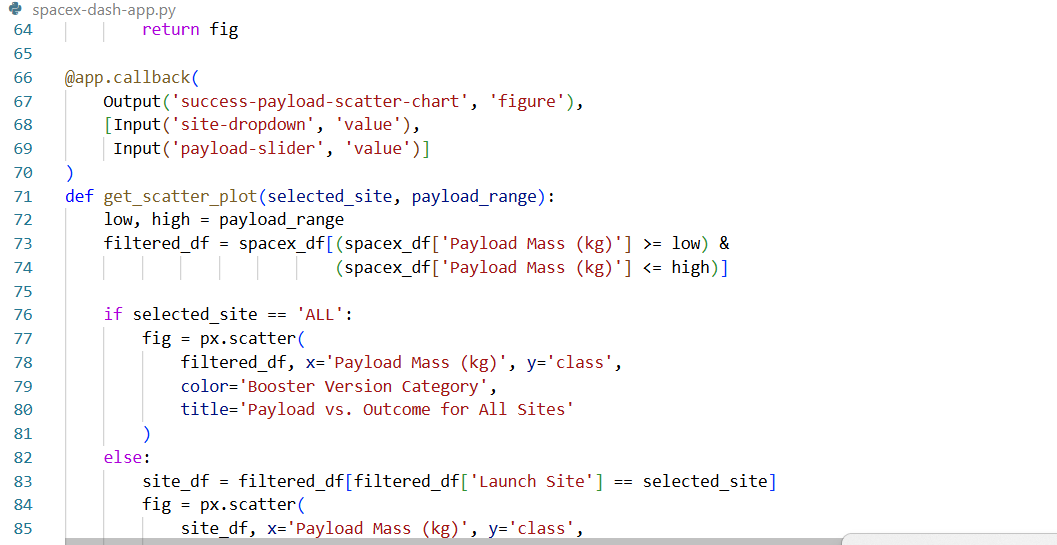 spacex-dash-app.py
64             return fig
65
66     @app.callback(
67         Output('success-payload-scatter-chart', 'figure'),
68         [Input('site-dropdown', 'value'),
69          Input('payload-slider', 'value')]
70     )
71     def get_scatter_plot(selected_site, payload_range):
72         low, high = payload_range
73         filtered_df = spacex_df[(spacex_df['Payload Mass (kg)'] >= low) &
74                                 (spacex_df['Payload Mass (kg)'] <= high)]
75
76         if selected_site == 'ALL':
77             fig = px.scatter(
78                 filtered_df, x='Payload Mass (kg)', y='class',
79                 color='Booster Version Category',
80                 title='Payload vs. Outcome for All Sites'
81             )
82         else:
83             site_df = filtered_df[filtered_df['Launch Site'] == selected_site]
84             fig = px.scatter(
85                 site_df, x='Payload Mass (kg)', y='class',